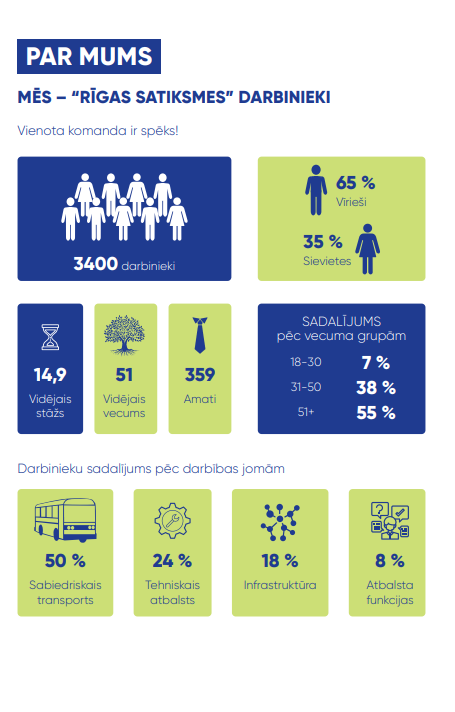 PAR MUMS
MĒS – “RĪGAS SATIKSMES” DARBINIEKI
Vienota komanda ir spēks!
3400 darbinieki
65 %
Vīrieši
35 %
Sievietes
14,9
Vidējais
stāžs
51
Vidējais
vecums
359
Amati
SADALĪJUMS
pēc vecuma grupām
18-30 7 %
31-50 38 %
51+ 55 %
Darbinieku sadalījums pēc darbības jomām
50 %
Sabiedriskais
transports
24 %
Tehniskais
atbalsts
18 %
Infrastruktūra
8 %
Atbalsta
funkcijas